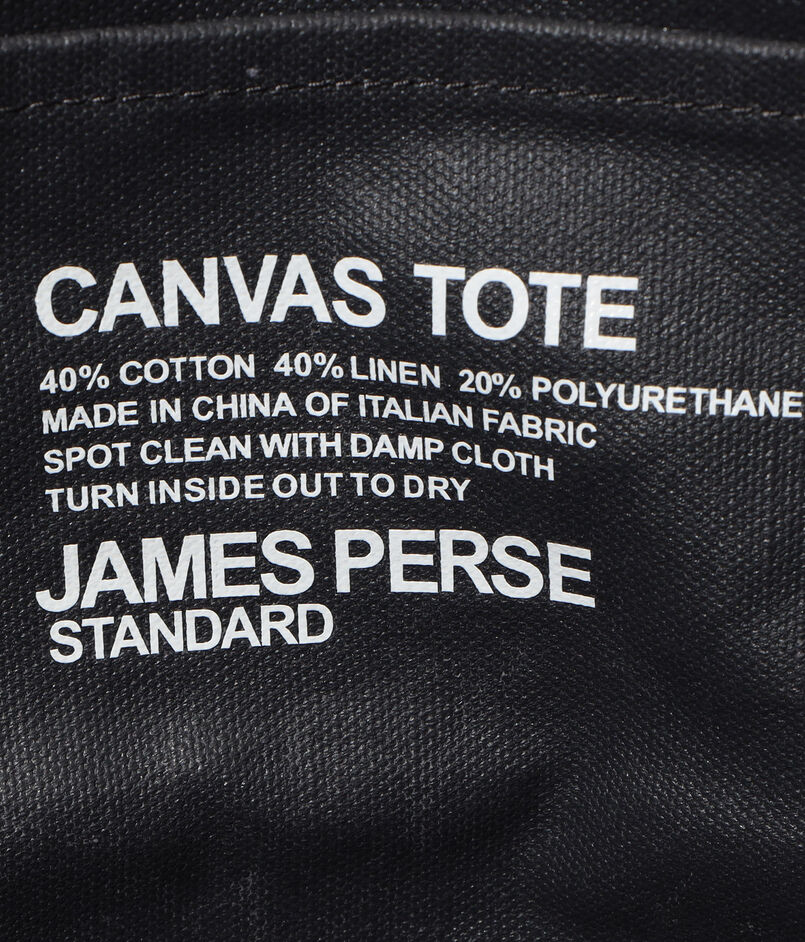 CANVAS TOTE
40% COTTON 40% LINEN 20% POLYURETHANE
MADE IN CHINA OF ITALIAN FABRIC
SPOT CLEAN WITH DAMP CLOTH
TURN INSIDE OUT TO DRY
JAMES PERSE
STANDARD